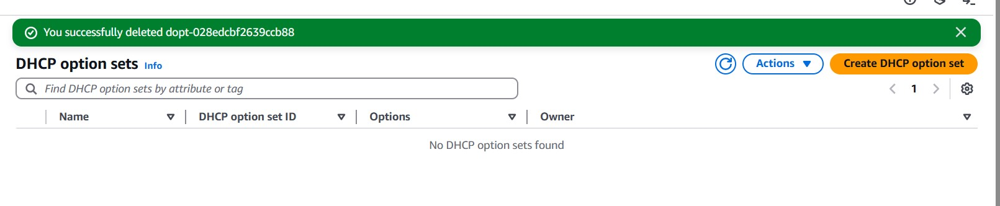 You successfully deleted dopt-028edcbf2639ccb88
DHCP option sets Info
Actions
Create DHCP option set
Find DHCP option sets by attribute or tag
1
Name DHCP option set ID Options Owner
No DHCP option sets found